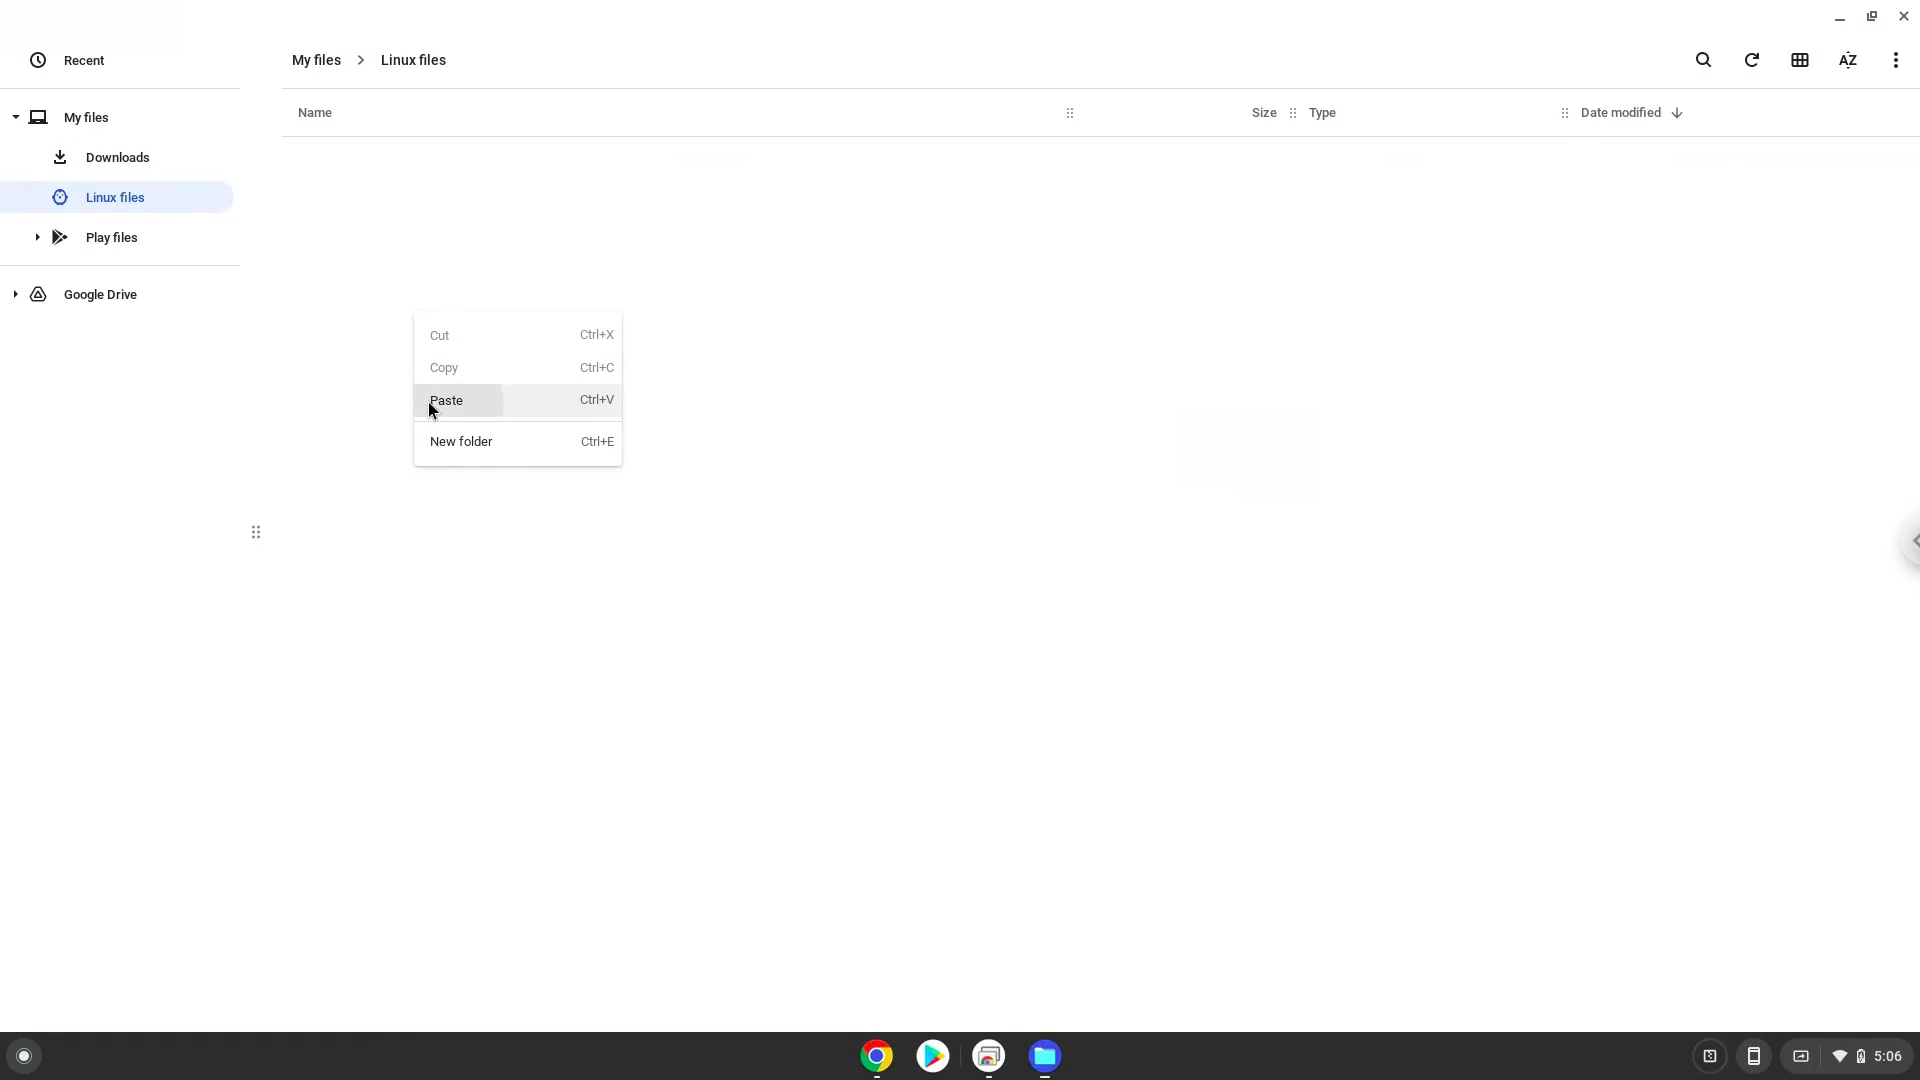 Recent
My files
Downloads
Linux files
Play files
Google Drive
My files > Linux files
AZ
Name
Size
Type
Date modified
Cut Ctrl+X
Copy Ctrl+C
Paste Ctrl+V
New folder Ctrl+E
5:06